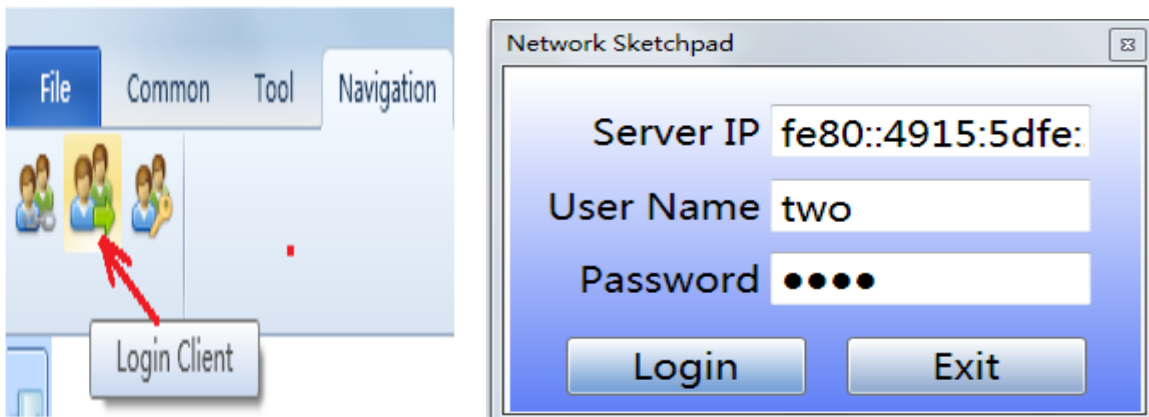 File Common Tool Navigation
Login Client
Network Sketchpad
Server IP fe80::4915:5dfe:
User Name two
Password ●●●●
Login Exit